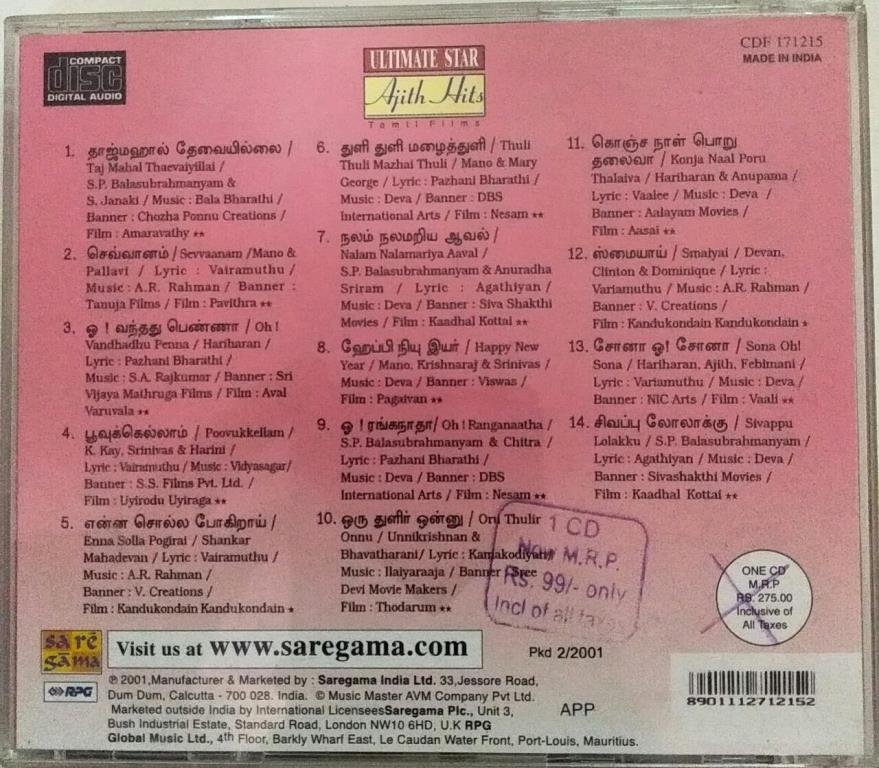 COMPACT
disc
DIGITAL AUDIO
ULTIMATE STAR
Ajith Hits
Tamil Films
CDF 171215
MADE IN INDIA
1. தாஜ்மஹால் தேவையில்லை /
Taj Mahal Thaevaiyillai /
S.P. Balasubrahmanyam &
S. Janaki / Music : Bala Bharathi /
Banner : Chozha Ponnu Creations /
Film : Amaravathy ★★
2. செவ்வானம் / Sevvaanam /Mano &
Pallavi / Lyric : Vairamuthu /
Music : A.R. Rahman / Banner :
Tanuja Films / Film : Pavithra ★★
3. ஓ ! வந்தது பெண்ணா / Oh !
Vandhadhu Penna / Hariharan /
Lyric : Pazhani Bharathi /
Music : S.A. Rajkumar / Banner : Sri
Vijaya Mathruga Films / Film : Aval
Varuvala ★★
4. பூவுக்கெல்லாம் / Poovukkellam /
K. Kay, Srinivas & Harini /
Lyric : Vairamuthu / Music : Vidyasagar/
Banner : S.S. Films Pvt. Ltd. /
Film : Uyirodu Uyiraga ★★
5. என்ன சொல்ல போகிறாய் /
Enna Solla Pogirai / Shankar
Mahadevan / Lyric : Vairamuthu /
Music : A.R. Rahman /
Banner : V. Creations /
Film : Kandukondain Kandukondain ★
6. துளி துளி மழைத்துளி / Thuli
Thuli Mazhai Thuli / Mano & Mary
George / Lyric : Pazhani Bharathi /
Music : Deva / Banner : DBS
International Arts / Film : Nesam ★★
7. நலம் நலமறிய ஆவல் /
Nalam Nalamariya Aaval /
S.P. Balasubrahmanyam & Anuradha
Sriram / Lyric : Agathiyan /
Music : Deva / Banner : Siva Shakthi
Movies / Film : Kaadhal Kottai ★★
8. ஹேப்பி நியு இயர் / Happy New
Year / Mano, Krishnaraj & Srinivas /
Music : Deva / Banner : Viswas /
Film : Pagaivan ★★
9. ஓ ! ரங்கநாதா/ Oh ! Ranganaatha /
S.P. Balasubrahmanyam & Chitra /
Lyric : Pazhani Bharathi /
Music : Deva / Banner : DBS
International Arts / Film : Nesam ★★
10. ஒரு துளிர் ஒன்னு / Oru Thulir
Onnu / Unnikrishnan &
Bhavatharani/ Lyric : Kamakodiyan/
Music : Ilaiyaraaja / Banner : Sree
Devi Movie Makers /
Film : Thodarum ★★
11. கொஞ்ச நாள் பொறு
தலைவா / Konja Naal Poru
Thalaiva / Hariharan & Anupama /
Lyric : Vaalee / Music : Deva /
Banner : Aalayam Movies /
Film : Aasai ★★
12. ஸ்மையாய் / Smaiyai / Devan,
Clinton & Dominique / Lyric :
Variamuthu / Music : A.R. Rahman /
Banner : V. Creations /
Film : Kandukondain Kandukondain ★
13. சோனா ஓ! சோனா / Sona Oh!
Sona / Hariharan, Ajith, Febimani /
Lyric : Variamuthu / Music : Deva /
Banner : NIC Arts / Film : Vaali ★★
14. சிவப்பு லோலாக்கு / Sivappu
Lolakku / S.P. Balasubrahmanyam /
Lyric : Agathiyan / Music : Deva /
Banner : Sivashakthi Movies /
Film : Kaadhal Kottai ★★
1 CD
Now M.R.P.
Rs. 99/- only
Incl of all taxes
ONE CD
M.R.P
RS. 275.00
Inclusive of
All Taxes
sa rē
gāmā
RPG
Visit us at www.saregama.com
Pkd 2/2001
℗ 2001,Manufacturer & Marketed by : Saregama India Ltd. 33,Jessore Road,
Dum Dum, Calcutta - 700 028. India. © Music Master AVM Company Pvt Ltd.
Marketed outside India by International LicenseesSaregama Plc., Unit 3,
Bush Industrial Estate, Standard Road, London NW10 6HD, U.K RPG
Global Music Ltd., 4th Floor, Barkly Wharf East, Le Caudan Water Front, Port-Louis, Mauritius.
APP
8901112712152